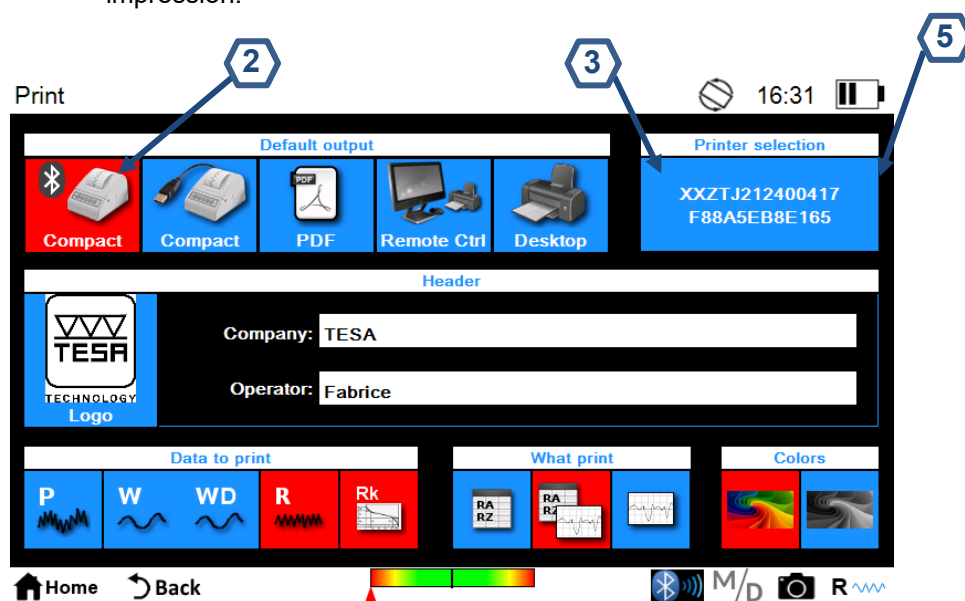 impression.
2
3
5
Print
16:31
Default output
Printer selection
Compact
Compact
PDF
PDF
Remote Ctrl
Desktop
XXZTJ212400417
F88A5EB8E165
Header
TESA
TECHNOLOGY
Logo
Company: TESA
Operator: Fabrice
Data to print
What print
Colors
P
W
WD
R
Rk
RA
RZ
RA
RZ
Home
Back
M/D
R